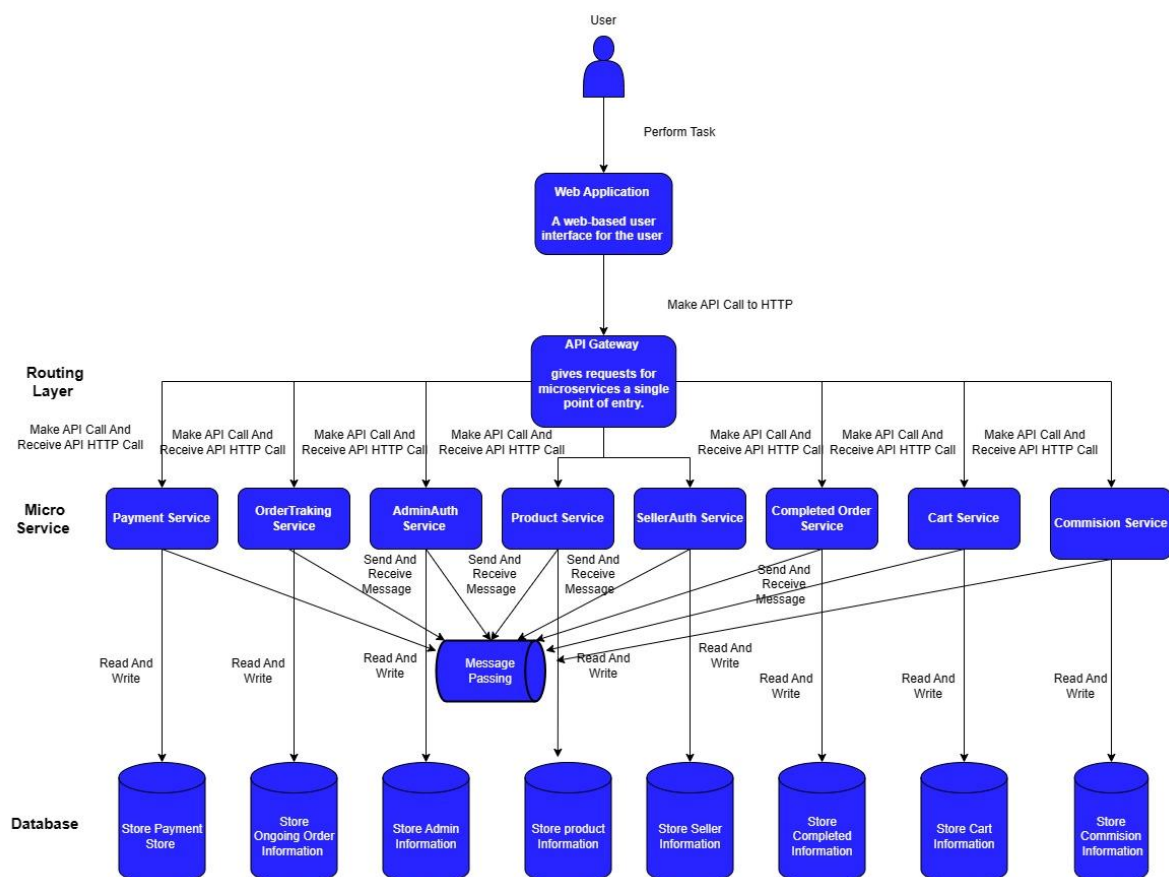 User
Perform Task
Web Application
A web-based user
interface for the user
Make API Call to HTTP
API Gateway
gives requests for
microservices a single
point of entry.
Routing
Layer
Make API Call And
Receive API HTTP Call
Make API Call And
Receive API HTTP Call
Make API Call And
Receive API HTTP Call
Make API Call And
Receive API HTTP Call
Make API Call And
Receive API HTTP Call
Make API Call And
Receive API HTTP Call
Make API Call And
Receive API HTTP Call
Micro
Service
Payment Service
OrderTraking
Service
AdminAuth
Service
Product Service
SellerAuth Service
Completed Order
Service
Cart Service
Commision Service
Send And
Receive
Message
Send And
Receive
Message
Send And
Receive
Message
Send And
Receive
Message
Message
Passing
Read And
Write
Read And
Write
Read And
Write
Read And
Write
Read And
Write
Read And
Write
Read And
Write
Read And
Write
Database
Store Payment
Store
Store
Ongoing Order
Information
Store Admin
Information
Store product
Information
Store Seller
Information
Store
Completed
Information
Store Cart
Information
Store
Commision
Information